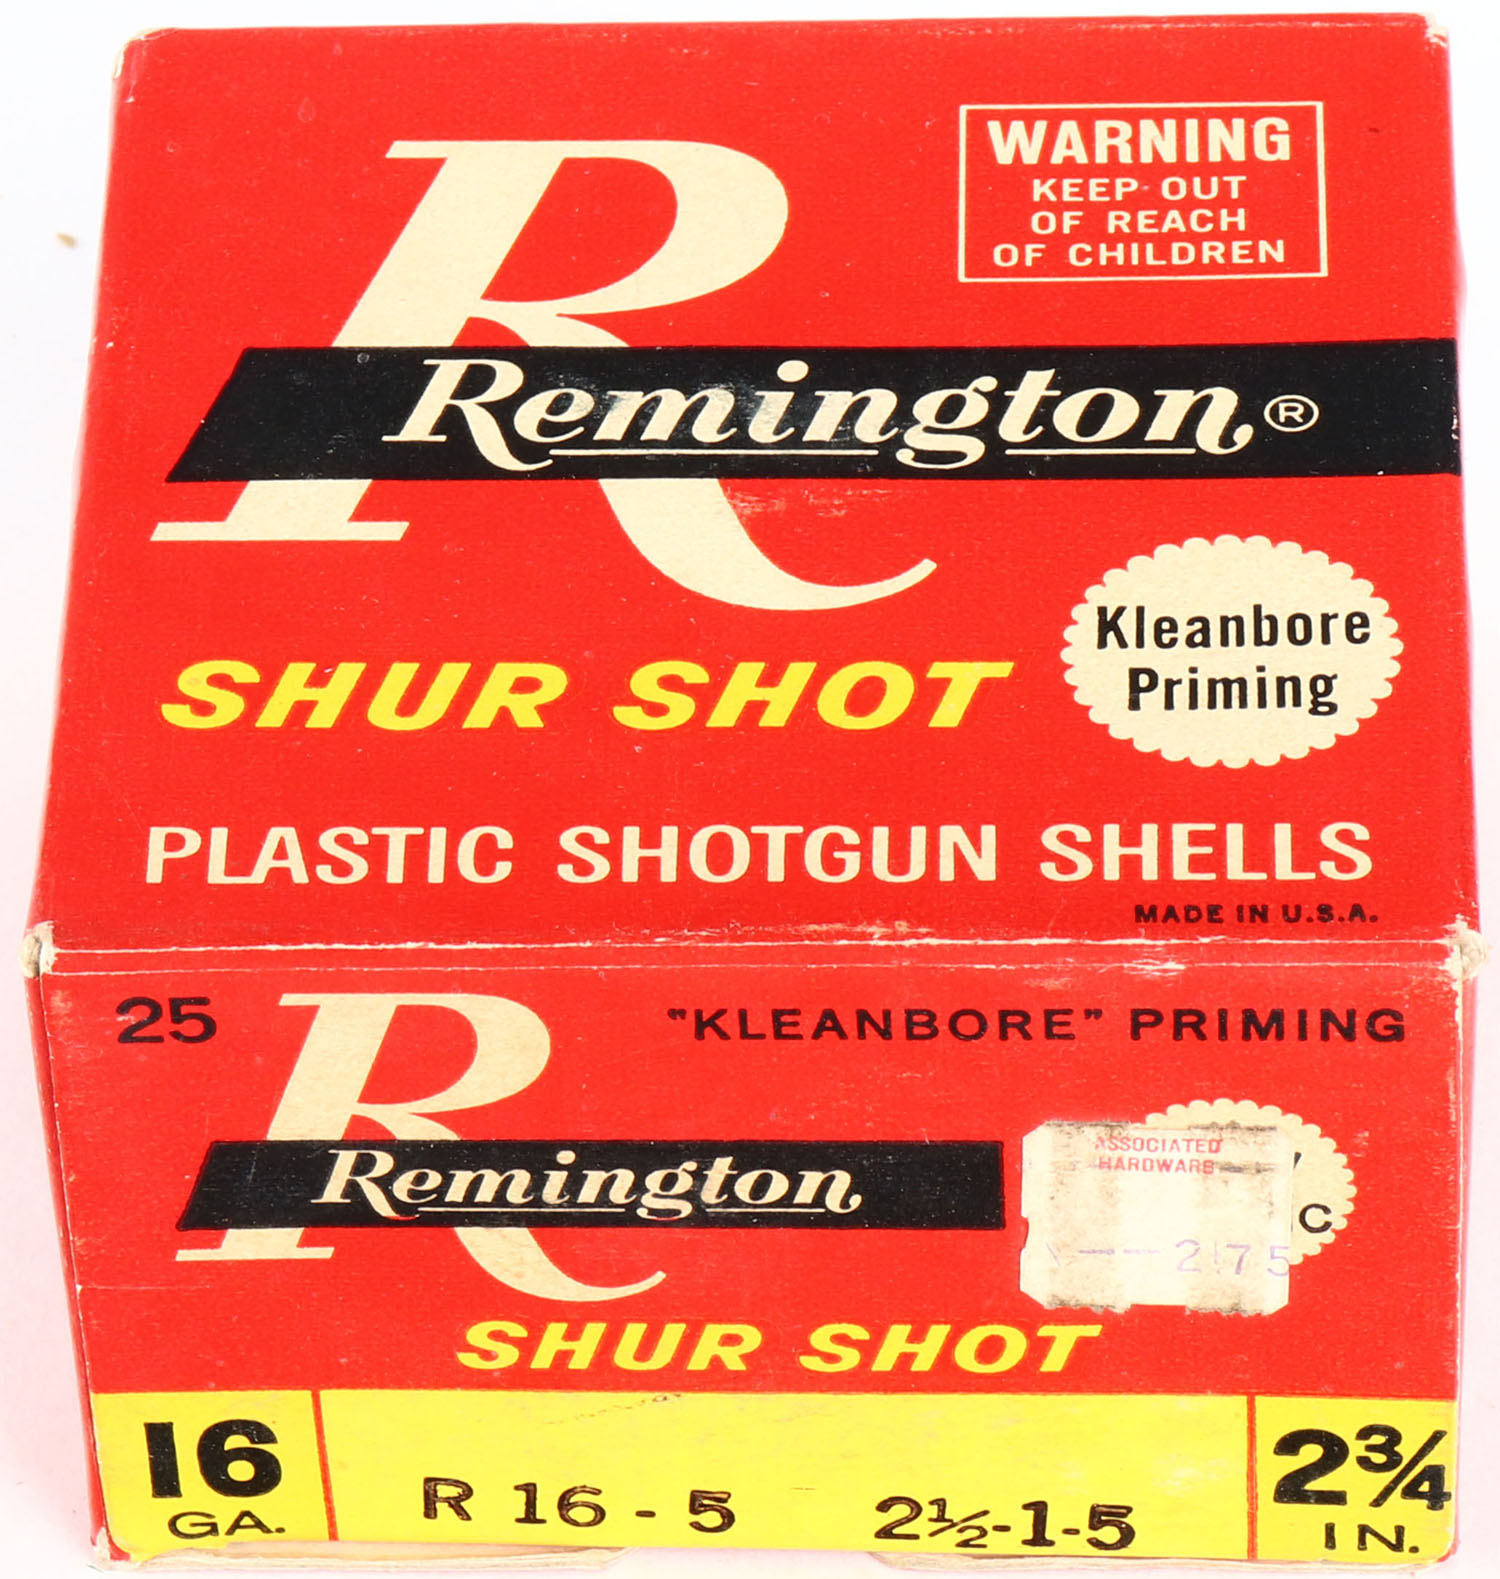 WARNING
KEEP OUT
OF REACH
OF CHILDREN
R
Remington®
Kleanbore
Priming
SHUR SHOT
PLASTIC SHOTGUN SHELLS
MADE IN U.S.A.
25
"KLEANBORE" PRIMING
R
Remington
ASSOCIATED
HARDWARE
2 75
SHUR SHOT
16
GA.
R 16 - 5 2½-1-5
2¾
IN.